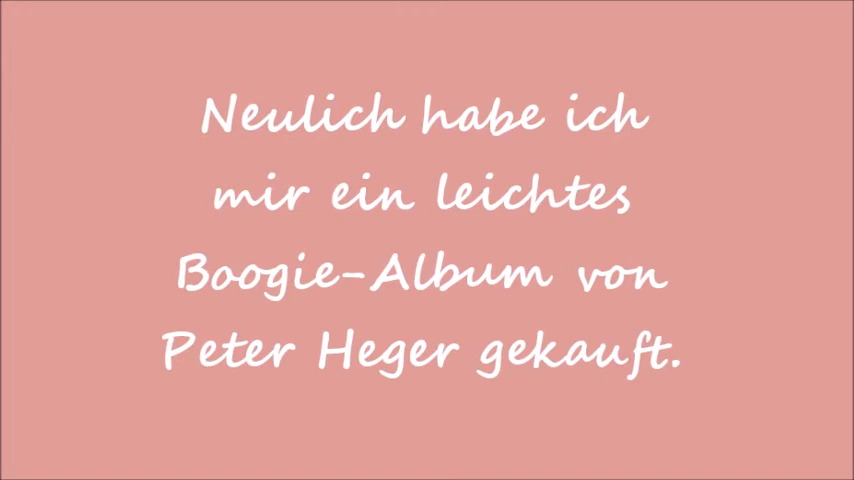 Neulich habe ich
mir ein leichtes
Boogie-Album von
Peter Heger gekauft.